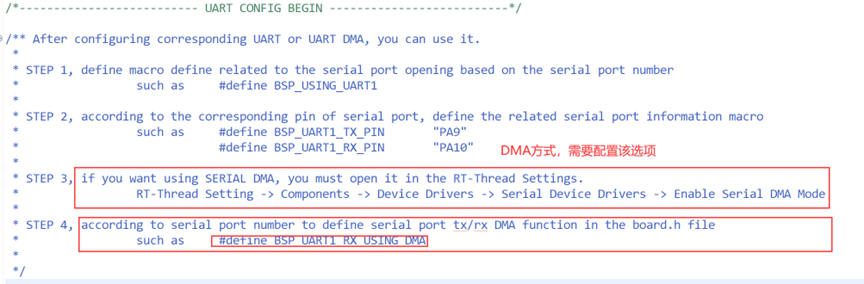 /*-------------------------- UART CONFIG BEGIN --------------------------*/
/** After configuring corresponding UART or UART DMA, you can use it.
*
* STEP 1, define macro define related to the serial port opening based on the serial port number
* such as #define BSP_USING_UART1
*
* STEP 2, according to the corresponding pin of serial port, define the related serial port information macro
* such as #define BSP_UART1_TX_PIN "PA9"
* #define BSP_UART1_RX_PIN "PA10"
DMA方式，需要配置该选项
*
* STEP 3, if you want using SERIAL DMA, you must open it in the RT-Thread Settings.
* RT-Thread Setting -> Components -> Device Drivers -> Serial Device Drivers -> Enable Serial DMA Mode
*
* STEP 4, according to serial port number to define serial port tx/rx DMA function in the board.h file
* such as #define BSP_UART1_RX_USING_DMA
*
*/